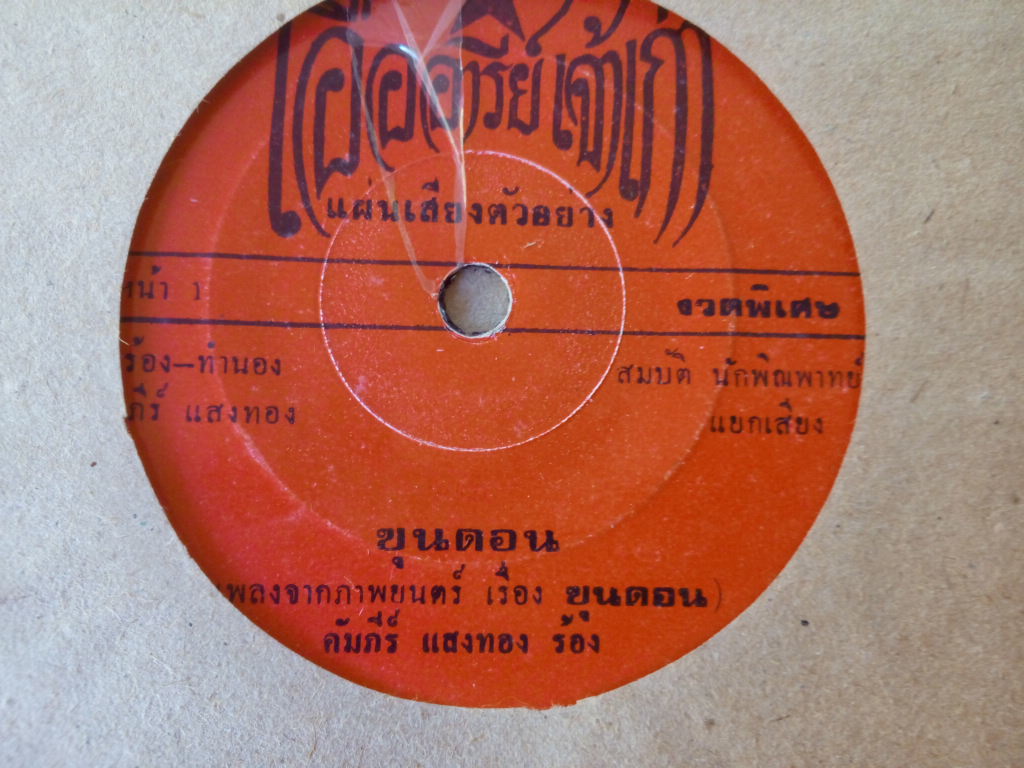 แผ่นเสียงตัวอย่าง
หน้า 1
งวดพิเศษ
ร้อง–ทำนอง
ภีร์ แสงทอง
สมบัติ นักพิณพาทย์
แยกเสียง
ขุนดอน
เพลงจากภาพยนตร์ เรื่อง ขุนดอน)
คัมภีร์ แสงทอง ร้อง